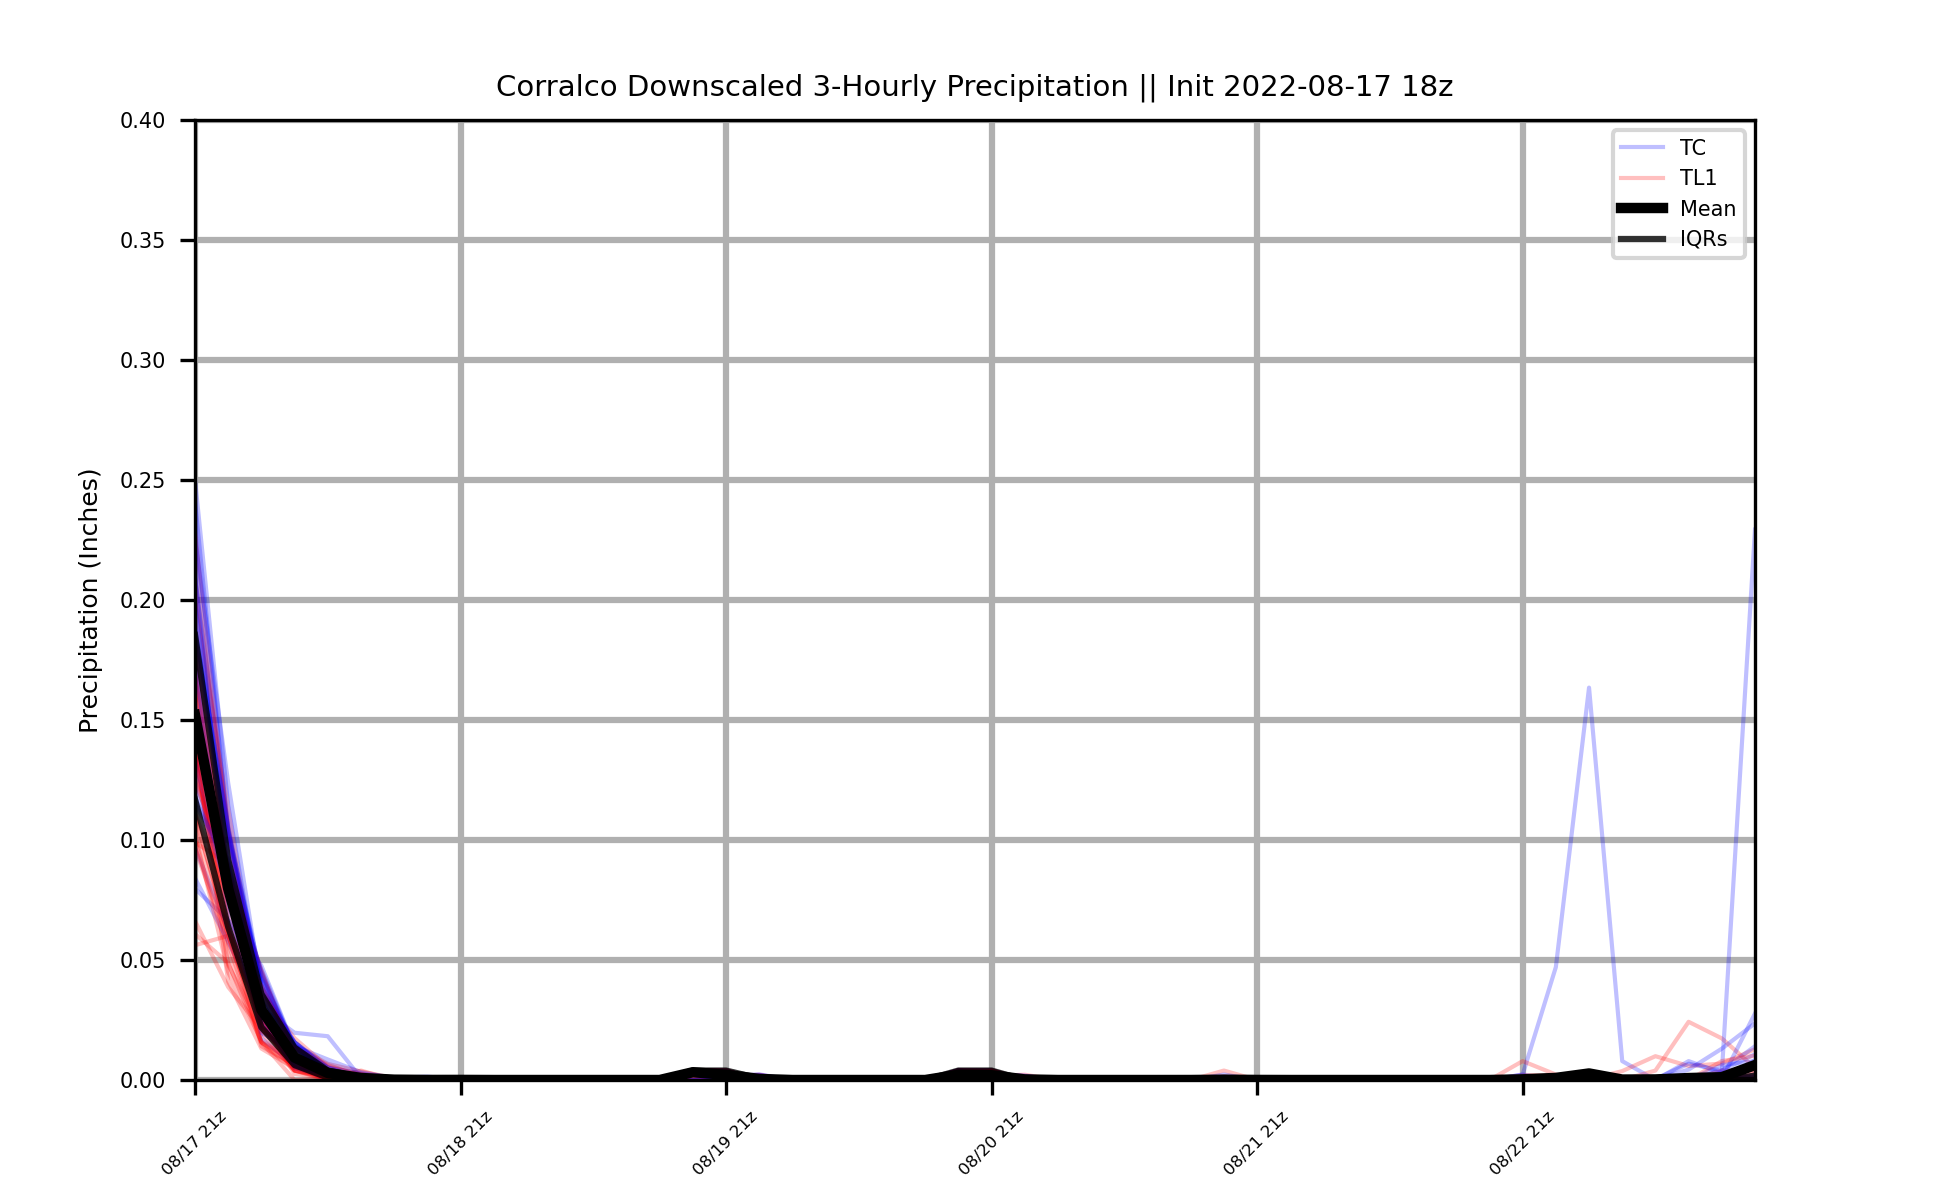 Corralco Downscaled 3-Hourly Precipitation || Init 2022-08-17 18z
TC
TL1
Mean
IQRs
Precipitation (Inches)
0.40
0.35
0.30
0.25
0.20
0.15
0.10
0.05
0.00
08/17 21z
08/18 21z
08/19 21z
08/20 21z
08/21 21z
08/22 21z